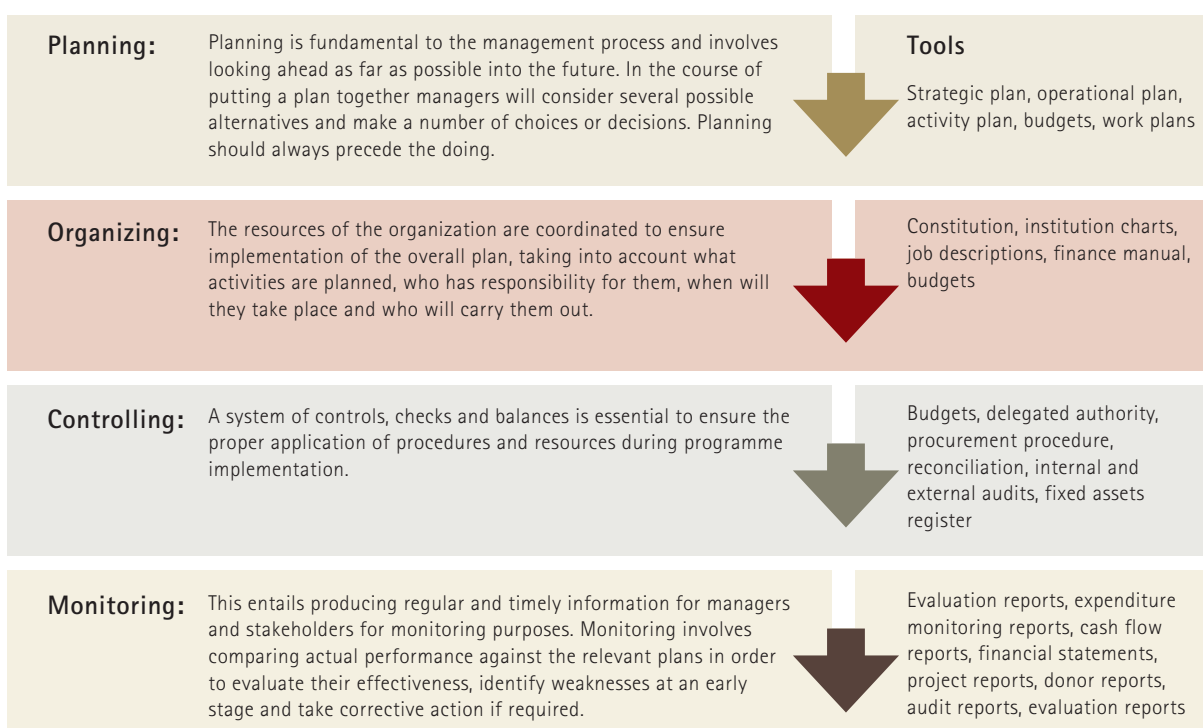 Planning:
Planning is fundamental to the management process and involves
looking ahead as far as possible into the future. In the course of
putting a plan together managers will consider several possible
alternatives and make a number of choices or decisions. Planning
should always precede the doing.
Tools
Strategic plan, operational plan,
activity plan, budgets, work plans
Organizing:
The resources of the organization are coordinated to ensure
implementation of the overall plan, taking into account what
activities are planned, who has responsibility for them, when will
they take place and who will carry them out.
Constitution, institution charts,
job descriptions, finance manual,
budgets
Controlling:
A system of controls, checks and balances is essential to ensure the
proper application of procedures and resources during programme
implementation.
Budgets, delegated authority,
procurement procedure,
reconciliation, internal and
external audits, fixed assets
register
Monitoring:
This entails producing regular and timely information for managers
and stakeholders for monitoring purposes. Monitoring involves
comparing actual performance against the relevant plans in order
to evaluate their effectiveness, identify weaknesses at an early
stage and take corrective action if required.
Evaluation reports, expenditure
monitoring reports, cash flow
reports, financial statements,
project reports, donor reports,
audit reports, evaluation reports